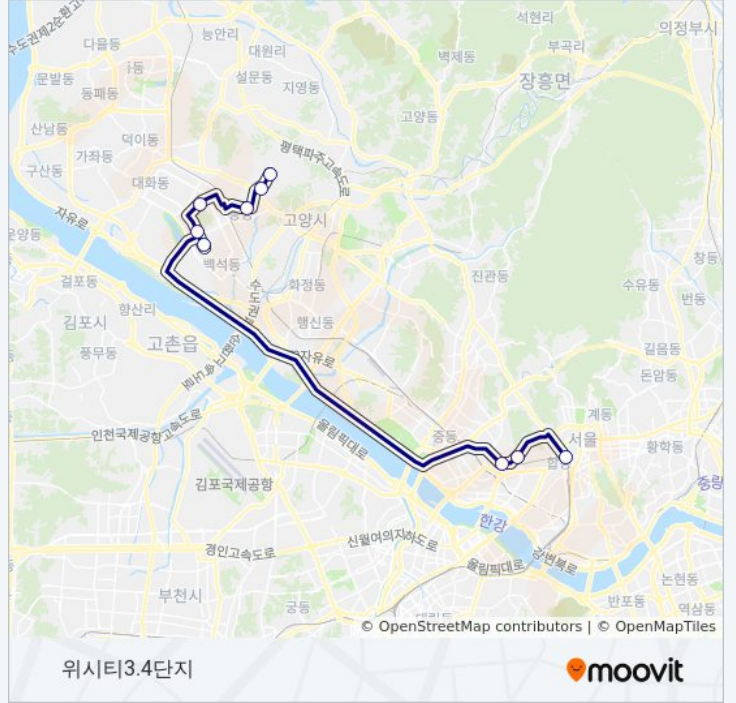 수도권제2순환고
능안리
석현리
의정부시
다율동
대원리
벽제동
부곡리
문발동
설문동
장흥면
동패동
지영동
고양동
산남동
덕이동
평택파주고속도로
구산동
가좌동
대화동
자유로
고양시
운양동
백석동
걸포동
화정동
진관동
창동
수유동
번동
향산리
수도권제
김포시
행신동
고촌읍
풍무동
순환고속도로
자유로
길음동
돈암동
계동
인천국제공항고속도로
올림픽대로
중동
서울
합동
황학동
김포국제공항
중랑
한강
경인고속도로
신월여의지하도로
강변북로
올림픽대로
부천시
궁동
논현동
반포동
역삼동
© OpenStreetMap contributors | © OpenMapTiles
위시티3.4단지
moovit